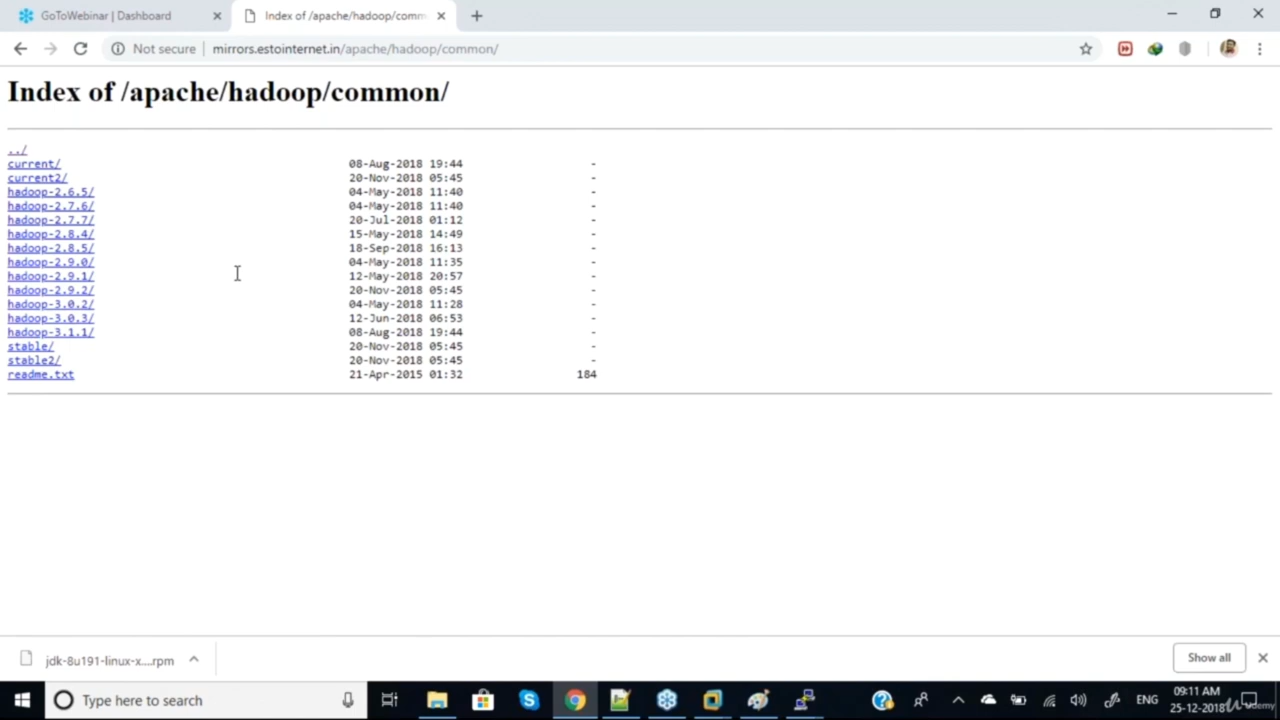 GoToWebinar | Dashboard
Index of /apache/hadoop/comm
Not secure
mirrors.estointernet.in/apache/hadoop/common/
Index of /apache/hadoop/common/
../
current/ 08-Aug-2018 19:44 -
current2/ 20-Nov-2018 05:45 -
hadoop-2.6.5/ 04-May-2018 11:40 -
hadoop-2.7.6/ 04-May-2018 11:40 -
hadoop-2.7.7/ 20-Jul-2018 01:12 -
hadoop-2.8.4/ 15-May-2018 14:49 -
hadoop-2.8.5/ 18-Sep-2018 16:13 -
hadoop-2.9.0/ 04-May-2018 11:35 -
hadoop-2.9.1/ 12-May-2018 20:57 -
hadoop-2.9.2/ 20-Nov-2018 05:45 -
hadoop-3.0.2/ 04-May-2018 11:28 -
hadoop-3.0.3/ 12-Jun-2018 06:53 -
hadoop-3.1.1/ 08-Aug-2018 19:44 -
stable/ 20-Nov-2018 05:45 -
stable2/ 20-Nov-2018 05:45 -
readme.txt 21-Apr-2015 01:32 184
jdk-8u191-linux-x....rpm
Show all
Type here to search
ENG
09:11 AM
25-12-2018
Udemy